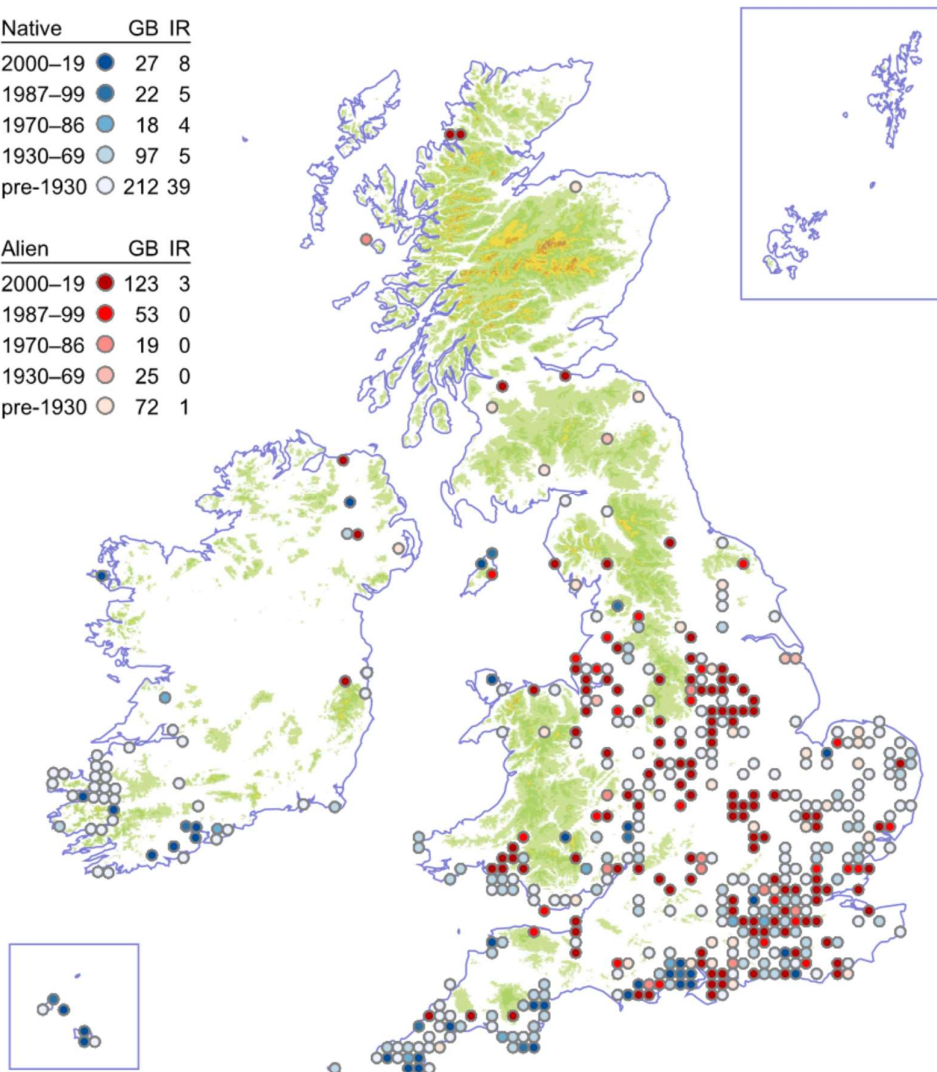 Native GB IR
2000–19 27 8
1987–99 22 5
1970–86 18 4
1930–69 97 5
pre-1930 212 39
Alien GB IR
2000–19 123 3
1987–99 53 0
1970–86 19 0
1930–69 25 0
pre-1930 72 1